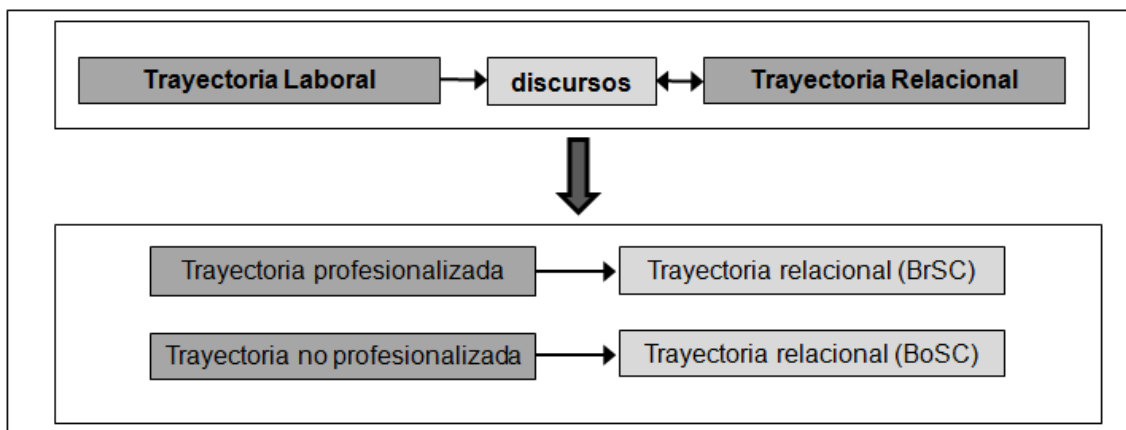 Trayectoria Laboral
discursos
Trayectoria Relacional
Trayectoria profesionalizada
Trayectoria relacional (BrSC)
Trayectoria no profesionalizada
Trayectoria relacional (BoSC)